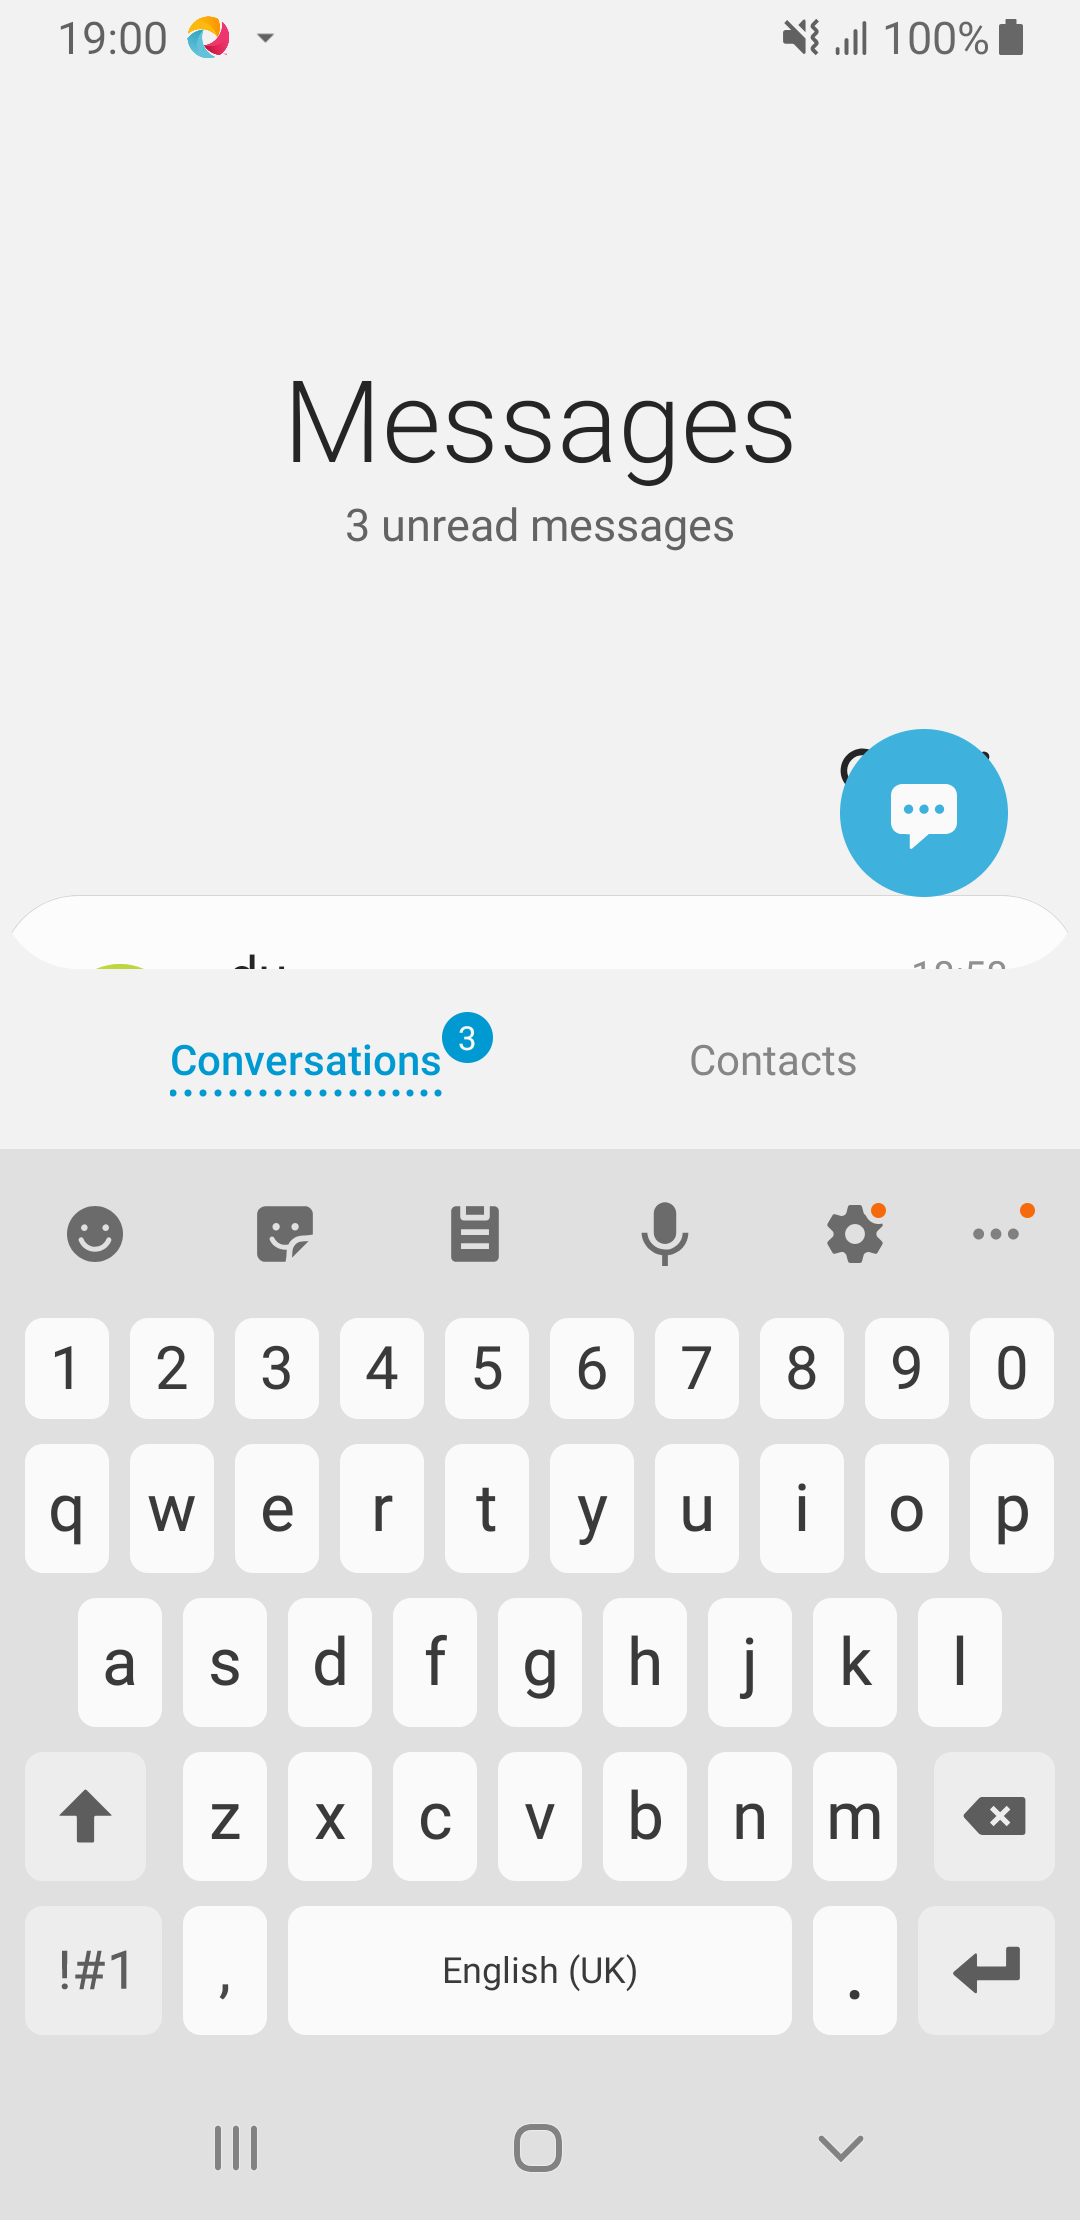 19:00
100%
Messages
3 unread messages
Conversations 3
Contacts
1 2 3 4 5 6 7 8 9 0
q w e r t y u i o p
a s d f g h j k l
z x c v b n m
!#1 , English (UK) .